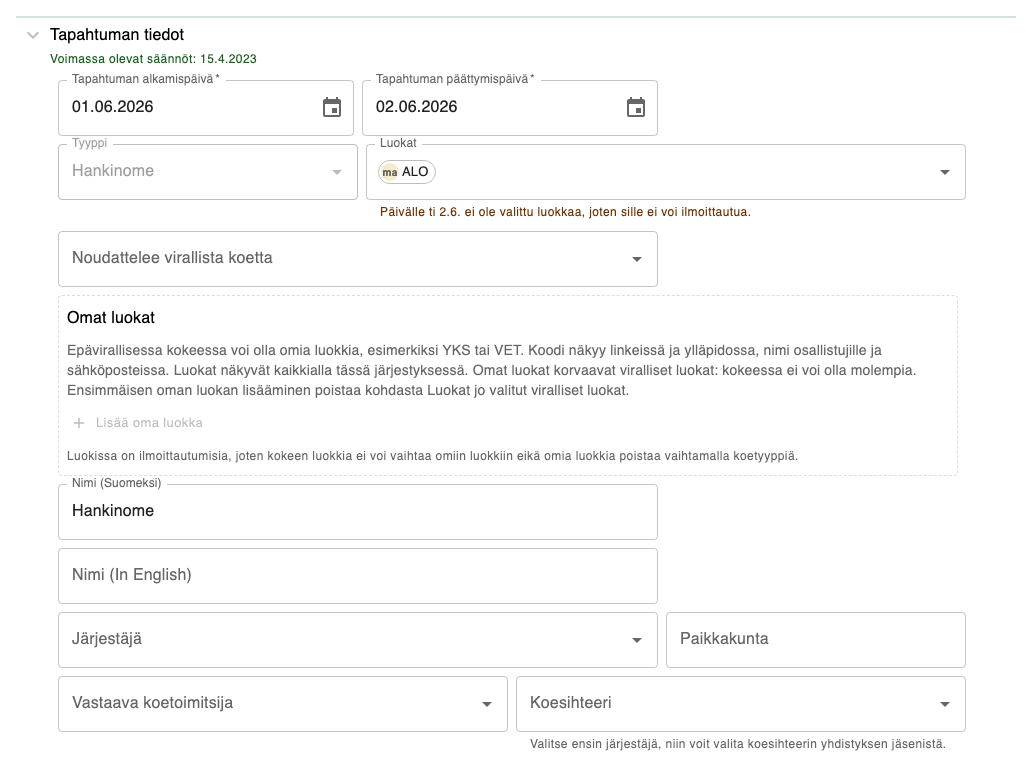 Tapahtuman tiedot
Voimassa olevat säännöt: 15.4.2023
Tapahtuman alkamispäivä *
Tapahtuman päättymispäivä *
01.06.2026
02.06.2026
Tyyppi
Luokat
Hankinome
ma ALO
Päivälle ti 2.6. ei ole valittu luokkaa, joten sille ei voi ilmoittautua.
Noudattelee virallista koetta
Omat luokat
Epävirallisessa kokeessa voi olla omia luokkia, esimerkiksi YKS tai VET. Koodi näkyy linkeissä ja ylläpidossa, nimi osallistujille ja
sähköposteissa. Luokat näkyvät kaikkialla tässä järjestyksessä. Omat luokat korvaavat viralliset luokat: kokeessa ei voi olla molempia.
Ensimmäisen oman luokan lisääminen poistaa kohdasta Luokat jo valitut viralliset luokat.
+ Lisää oma luokka
Luokissa on ilmoittautumisia, joten kokeen luokkia ei voi vaihtaa omiin luokkiin eikä omia luokkia poistaa vaihtamalla koetyyppiä.
Nimi (Suomeksi)
Hankinome
Nimi (In English)
Järjestäjä
Paikkakunta
Vastaava koetoimitsija
Koesihteeri
Valitse ensin järjestäjä, niin voit valita koesihteerin yhdistyksen jäsenistä.